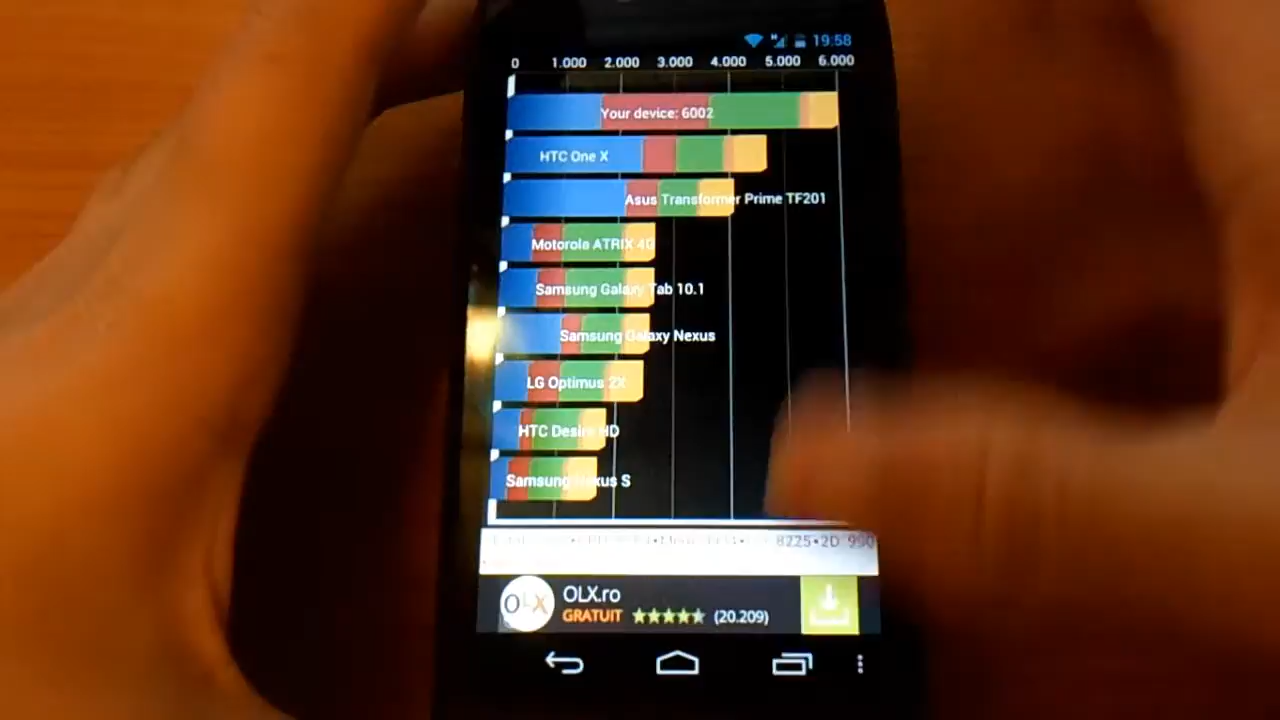 19:58
0 1.000 2.000 3.000 4.000 5.000 6.000
Your device: 6002
HTC One X
Asus Transformer Prime TF201
Motorola ATRIX 4G
Samsung Galaxy Tab 10.1
Samsung Galaxy Nexus
LG Optimus 2X
HTC Desire HD
Samsung Nexus S
8225•2D 990
OLX
OLX.ro
GRATUIT (20.209)